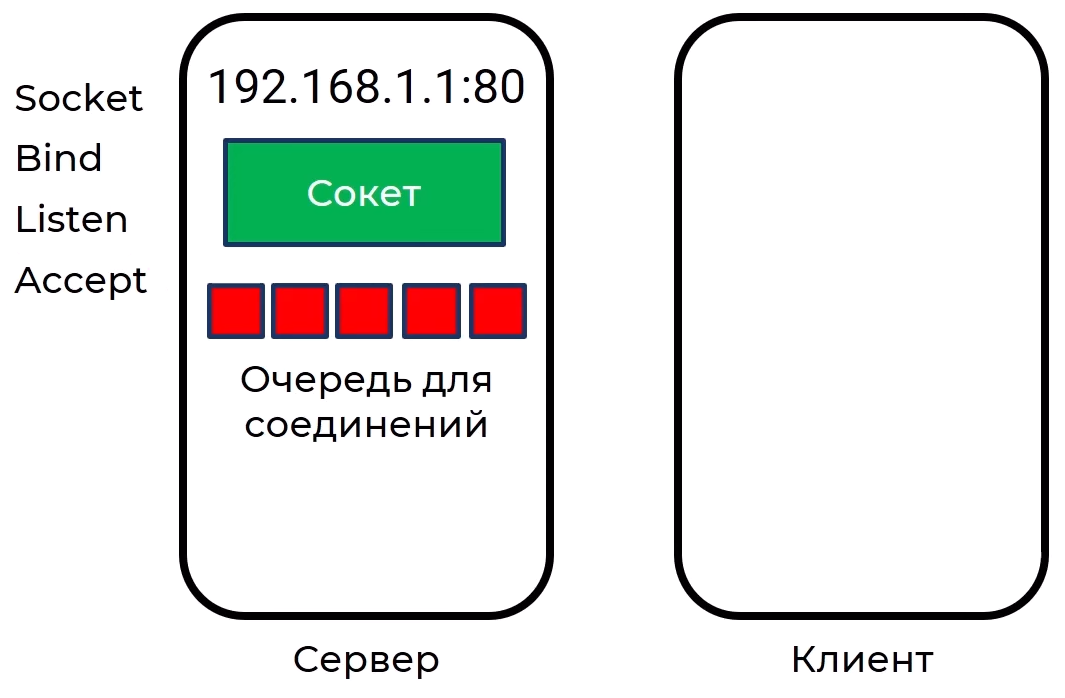 Socket
Bind
Listen
Accept
192.168.1.1:80
Сокет
Очередь для
соединений
Сервер
Клиент